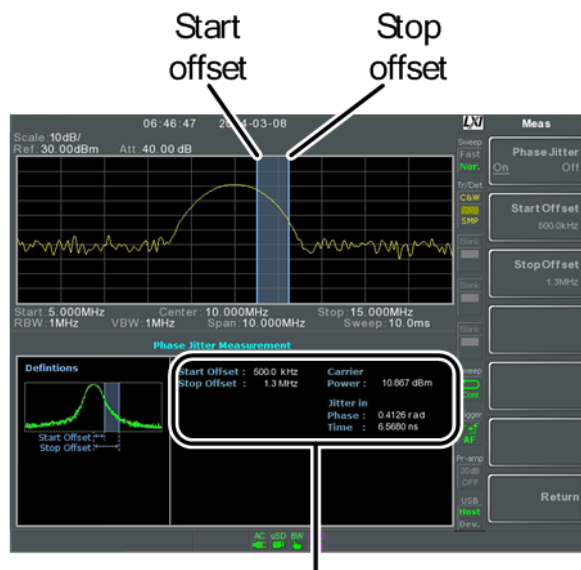 Start offset
Stop offset
06:46:47
-03-08
LXI
Meas
Scale:10dB/
Ref:30.00dBm Att:40.00 dB
Start:5.000MHz Center:10.000MHz Stop:15.000MHz
RBW:1MHz VBW:1MHz Span:10.000MHz Sweep:10.0ms
Phase Jitter Measurement
Defintions
Start Offset
Stop Offset
Start Offset : 500.0 kHz
Stop Offset : 1.3 MHz
Carrier
Power : 10.867 dBm
Jitter in
Phase : 0.4126 rad
Time : 6.5680 ns
Sweep
Fast
Nor.
Tr/Det
C&W
SMP
Blank
Blank
Blank
Cont
AF
Pr-amp
20dB
OFF
USB
Host
Dev.
Phase Jitter
On Off
Start Offset
500.0kHz
Stop Offset
1.3MHz
Return
AC uSD BW